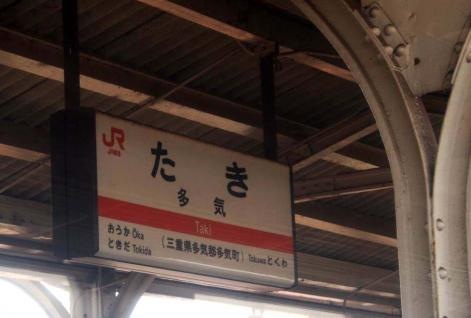 JR
たき
多気
Taki
おうか Ōka
ときだ Tokida
(三重県多気郡多気町)
Tokuwa とくわ